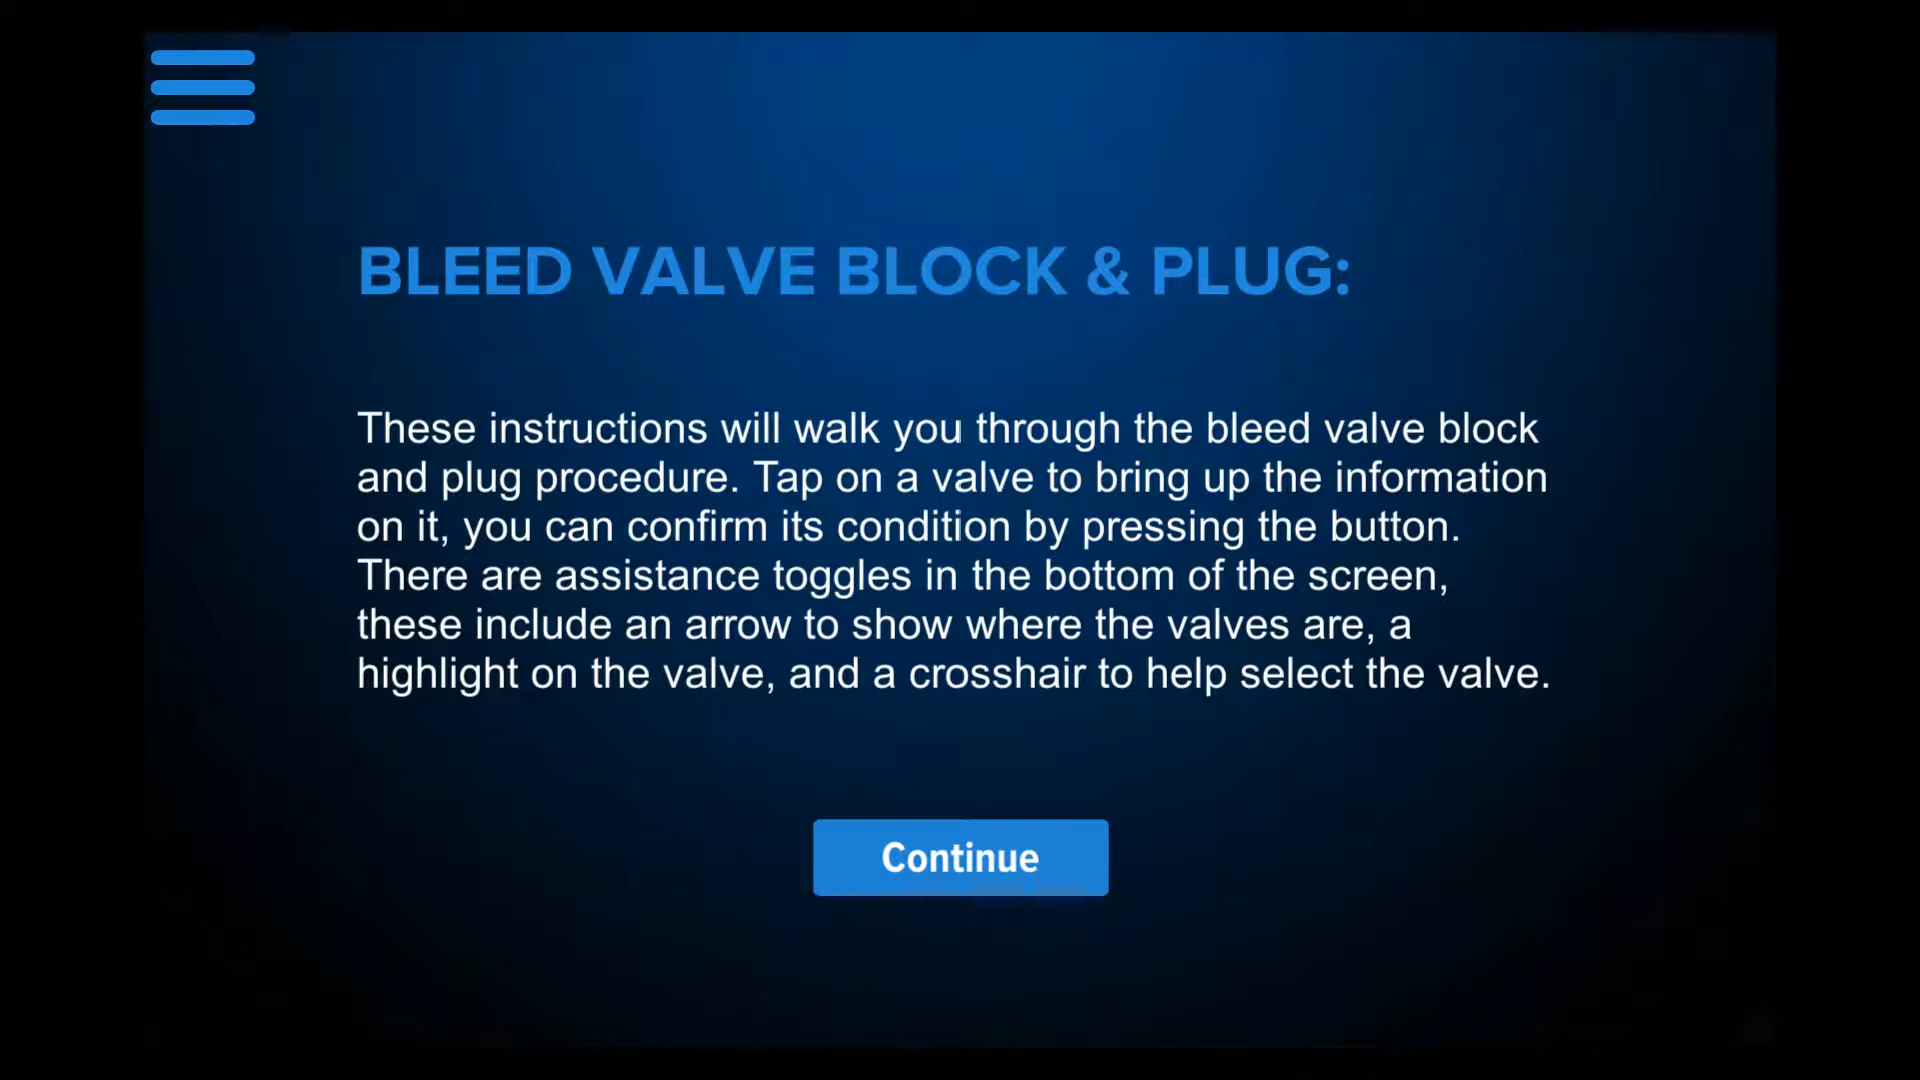 BLEED VALVE BLOCK & PLUG:
These instructions will walk you through the bleed valve block
and plug procedure. Tap on a valve to bring up the information
on it, you can confirm its condition by pressing the button.
There are assistance toggles in the bottom of the screen,
these include an arrow to show where the valves are, a
highlight on the valve, and a crosshair to help select the valve.
Continue